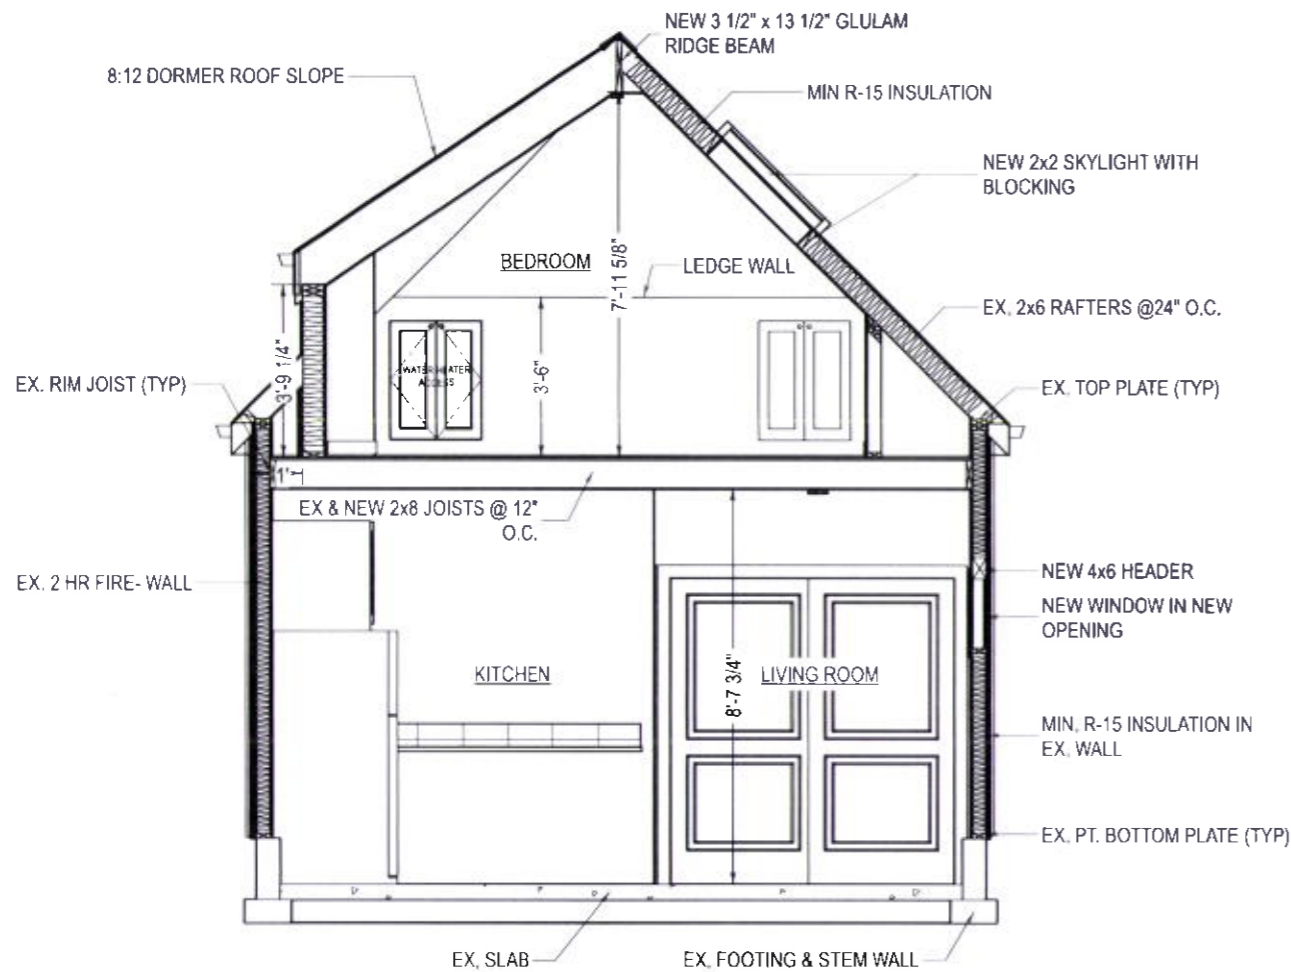 NEW 3 1/2" x 13 1/2" GLULAM
RIDGE BEAM
8:12 DORMER ROOF SLOPE
MIN R-15 INSULATION
NEW 2x2 SKYLIGHT WITH
BLOCKING
BEDROOM
LEDGE WALL
7'-11 5/8"
EX. 2x6 RAFTERS @24" O.C.
3'-9 1/4"
WATER HEATER
ACCESS
3'-6"
EX. RIM JOIST (TYP)
EX. TOP PLATE (TYP)
1'
EX & NEW 2x8 JOISTS @ 12"
O.C.
EX. 2 HR FIRE- WALL
NEW 4x6 HEADER
NEW WINDOW IN NEW
OPENING
KITCHEN
8'-7 3/4"
LIVING ROOM
MIN. R-15 INSULATION IN
EX. WALL
EX. PT. BOTTOM PLATE (TYP)
EX. SLAB
EX. FOOTING & STEM WALL